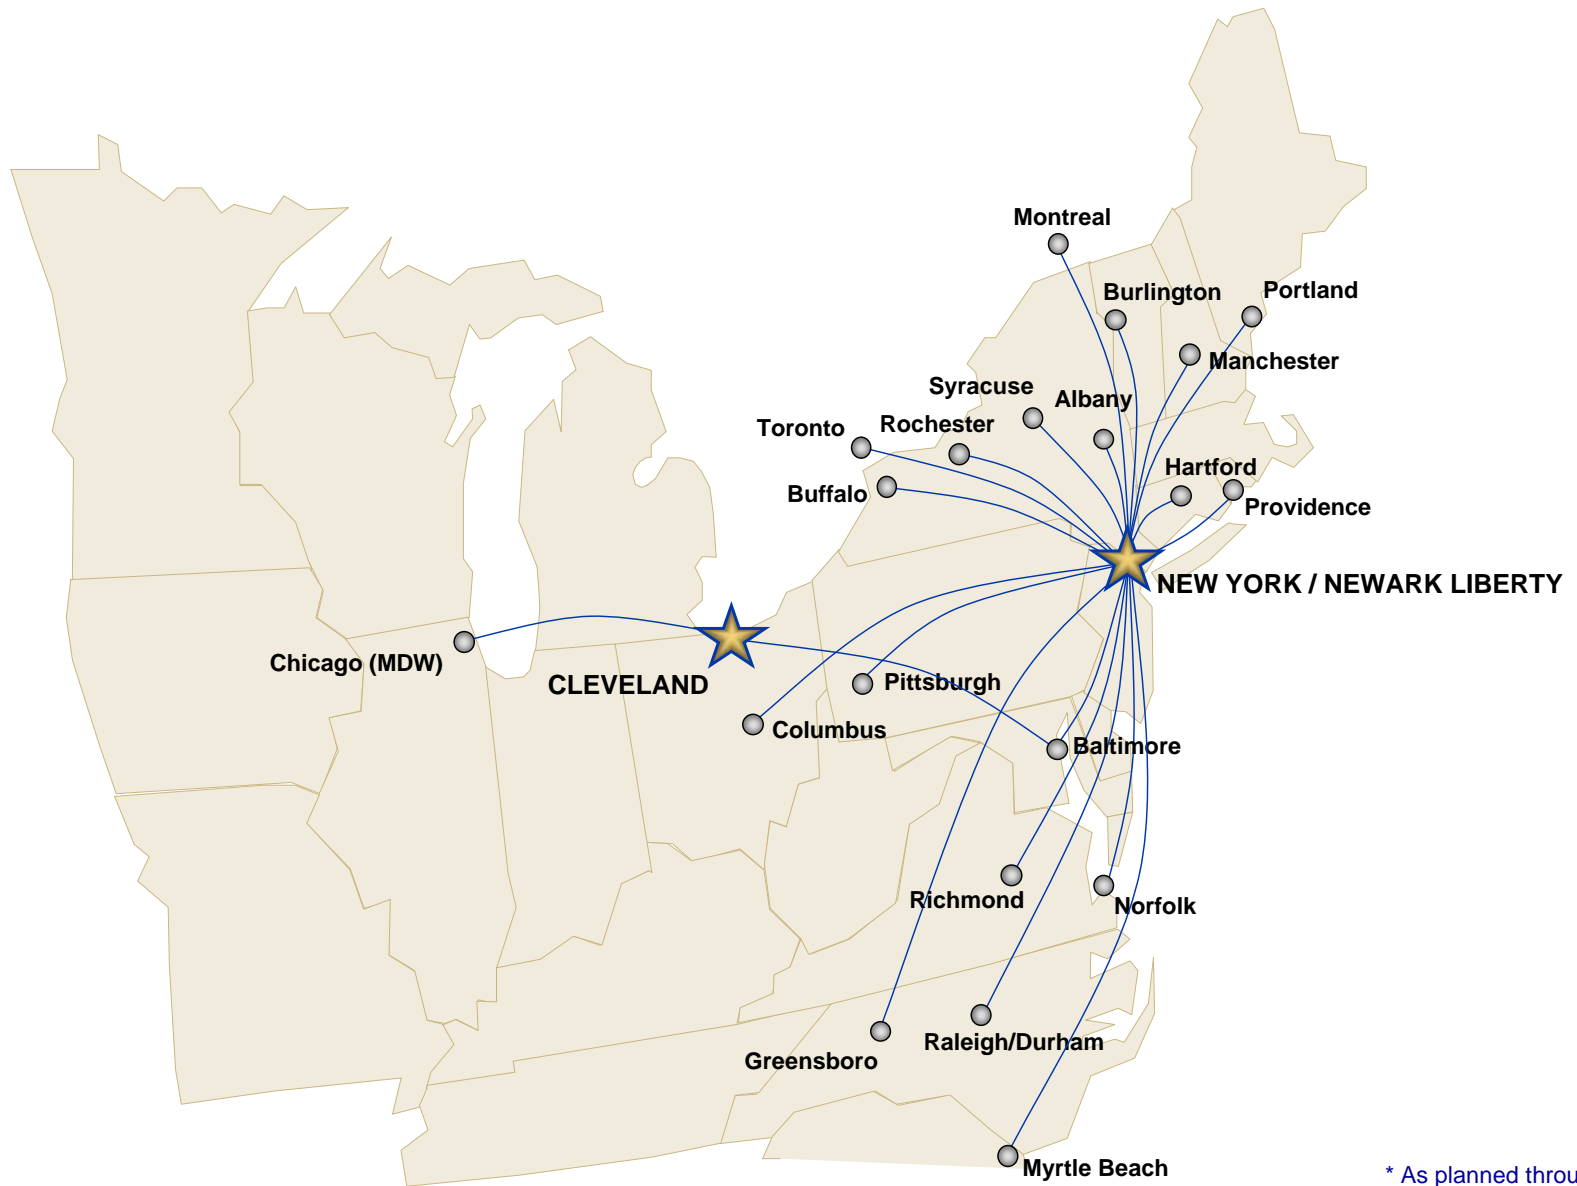 Montreal
Burlington
Portland
Manchester
Syracuse
Albany
Toronto
Rochester
Hartford
Buffalo
Providence
NEW YORK / NEWARK LIBERTY
Chicago (MDW)
CLEVELAND
Pittsburgh
Columbus
Baltimore
Richmond
Norfolk
Raleigh/Durham
Greensboro
Myrtle Beach
* As planned